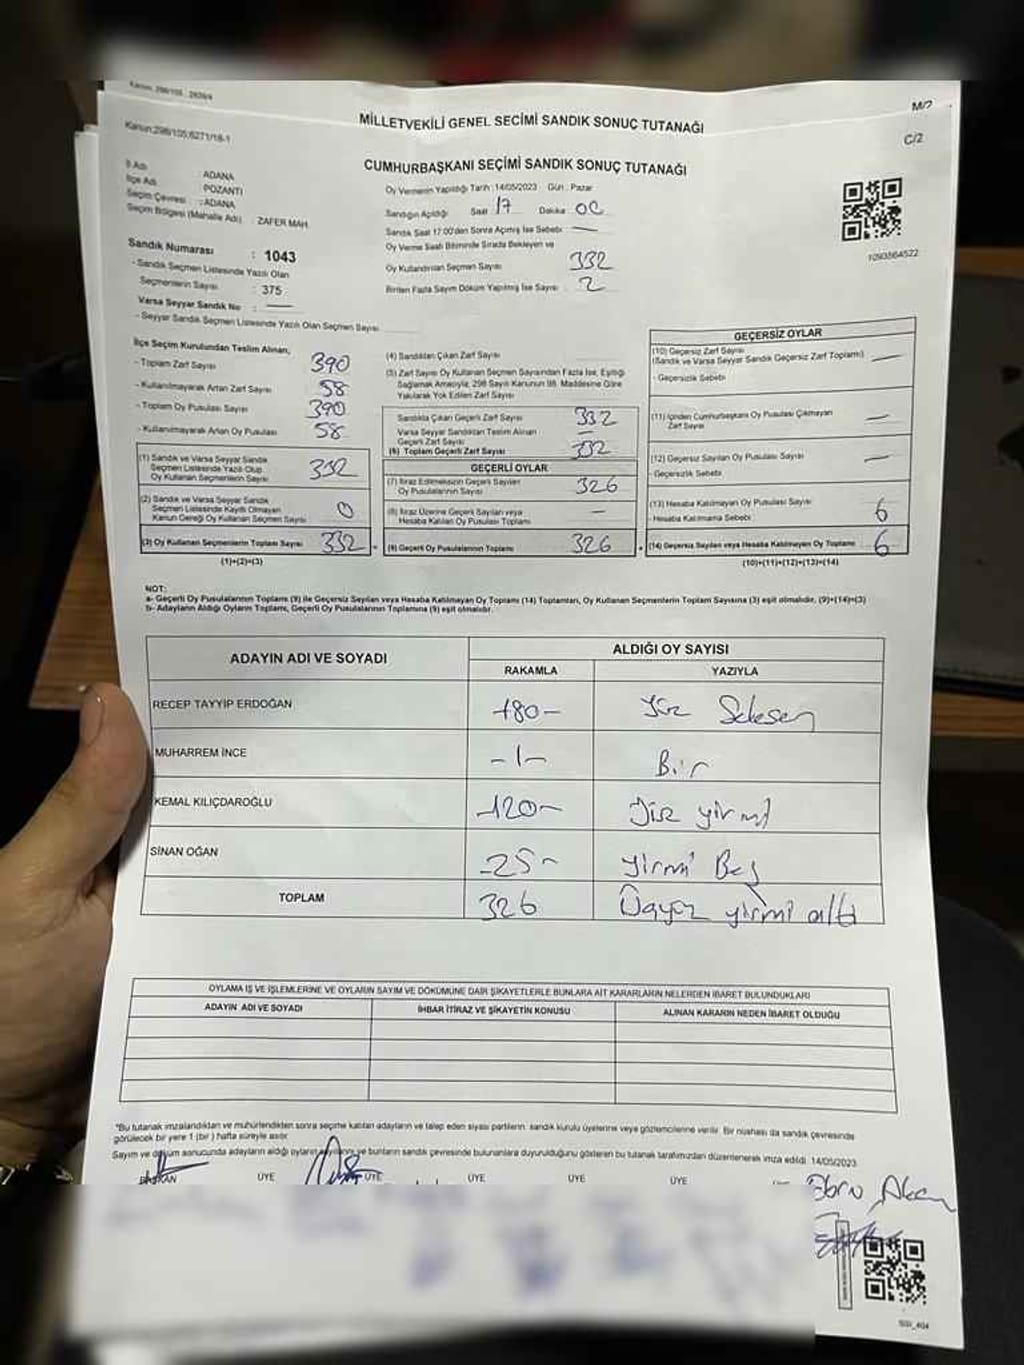 M/2
MİLLETVEKİLİ GENEL SEÇİMİ SANDIK SONUÇ TUTANAĞI
C/2
Kanun:298/105;6271/18-1
CUMHURBAŞKANI SEÇİMİ SANDIK SONUÇ TUTANAĞI
İl Adı : ADANA
İlçe Adı : POZANTI
Seçim Çevresi : ADANA
Seçim Bölgesi (Mahalle Adı) : ZAFER MAH.
Oy Vermenin Yapıldığı Tarih :14/05/2023 Gün : Pazar
Sandığın Açıldığı Saat 17 Dakika 00
Sandık Saat 17:00'den Sonra Açılmış İse Sebebi: —
Oy Verme Saati Bitiminde Sırada Bekleyen ve
Oy Kullandırılan Seçmen Sayısı : 332
Birden Fazla Sayım Döküm Yapılmış İse Sayısı : 2
1093864522
Sandık Numarası : 1043
- Sandık Seçmen Listesinde Yazılı Olan
Seçmenlerin Sayısı : 375
Varsa Seyyar Sandık No : —
- Seyyar Sandık Seçmen Listesinde Yazılı Olan Seçmen Sayısı
İlçe Seçim Kurulundan Teslim Alınan;
- Toplam Zarf Sayısı 390
- Kullanılmayarak Artan Zarf Sayısı 58
- Toplam Oy Pusulası Sayısı 390
- Kullanılmayarak Artan Oy Pusulası 58
(1) Sandık ve Varsa Seyyar Sandık
Seçmen Listesinde Yazılı Olup
Oy Kullanan Seçmenlerin Sayısı 332
(2) Sandık ve Varsa Seyyar Sandık
Seçmen Listesinde Kayıtlı Olmayan
Kanun Gereği Oy Kullanan Seçmen Sayısı 0
(3) Oy Kullanan Seçmenlerin Toplam Sayısı 332
(1)+(2)=(3)
(4) Sandıktan Çıkan Zarf Sayısı
(5) Zarf Sayısı Oy Kullanan Seçmen Sayısından Fazla İse, Eşitliği
Sağlamak Amacıyla, 298 Sayılı Kanunun 98. Maddesine Göre
Yakılarak Yok Edilen Zarf Sayısı
Sandıkta Çıkan Geçerli Zarf Sayısı 332
Varsa Seyyar Sandıktan Teslim Alınan
Geçerli Zarf Sayısı —
(6) Toplam Geçerli Zarf Sayısı 332
GEÇERLİ OYLAR
(7) İtiraz Edilmeksizin Geçerli Sayılan
Oy Pusulalarının Sayısı 326
(8) İtiraz Üzerine Geçerli Sayılan veya
Hesaba Katılan Oy Pusulası Toplamı —
(9) Geçerli Oy Pusulalarının Toplamı 326
GEÇERSİZ OYLAR
(10) Geçersiz Zarf Sayısı
(Sandık ve Varsa Seyyar Sandık Geçersiz Zarf Toplamı) —
- Geçersizlik Sebebi
(11) İçinden Cumhurbaşkanı Oy Pusulası Çıkmayan
Zarf Sayısı —
(12) Geçersiz Sayılan Oy Pusulası Sayısı —
- Geçersizlik Sebebi
(13) Hesaba Katılmayan Oy Pusulası Sayısı
- Hesaba Katılmama Sebebi 6
(14) Geçersiz Sayılan veya Hesaba Katılmayan Oy Toplamı 6
(10)+(11)+(12)+(13)=(14)
NOT:
a- Geçerli Oy Pusulalarının Toplamı (9) ile Geçersiz Sayılan veya Hesaba Katılmayan Oy Toplamı (14) Toplamları, Oy Kullanan Seçmenlerin Toplam Sayısına (3) eşit olmalıdır, (9)+(14)=(3)
b- Adayların Aldığı Oyların Toplamı, Geçerli Oy Pusulalarının Toplamına (9) eşit olmalıdır.
ADAYIN ADI VE SOYADI ALDIĞI OY SAYISI
RAKAMLA YAZIYLA
RECEP TAYYİP ERDOĞAN -180- Yüz Seksen
MUHARREM İNCE -1- Bir
KEMAL KILIÇDAROĞLU -120- Yüz yirmi
SİNAN OĞAN -25- yirmi Beş
TOPLAM 326 Üçyüz yirmi altı
OYLAMA İŞ VE İŞLEMLERİNE VE OYLARIN SAYIM VE DÖKÜMÜNE DAİR ŞİKAYETLERLE BUNLARA AİT KARARLARIN NELERDEN İBARET BULUNDUKLARI
ADAYIN ADI VE SOYADI İHBAR İTİRAZ VE ŞİKAYETİN KONUSU ALINAN KARARIN NEDEN İBARET OLDUĞU
*Bu tutanak imzalandıktan ve mühürlendikten sonra seçime katılan adayların ve talep eden siyasi partilerin sandık kurulu üyelerine veya gözlemcilerine verilir. Bir nüshası da sandık çevresinde
görülecek bir yere 1 (bir) hafta süreyle asılır.
Sayım ve döküm sonucunda adayların aldığı oyların ve bunların sandık çevresinde bulunanlara duyurulduğunu gösteren bu tutanak tarafımızdan düzenlenerek imza edildi. 14/05/2023
BAŞKAN ÜYE ÜYE ÜYE ÜYE ÜYE
Ebru